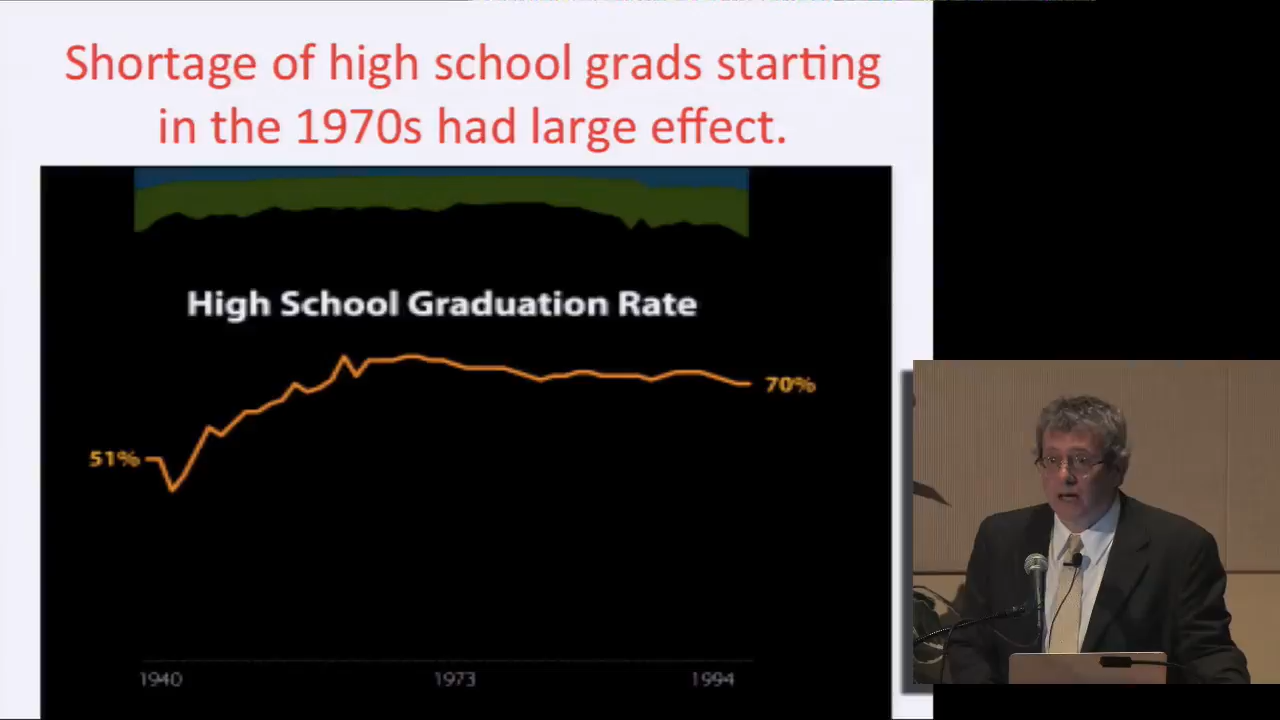 Shortage of high school grads starting
in the 1970s had large effect.
High School Graduation Rate
70%
51%
1940 1973 1994